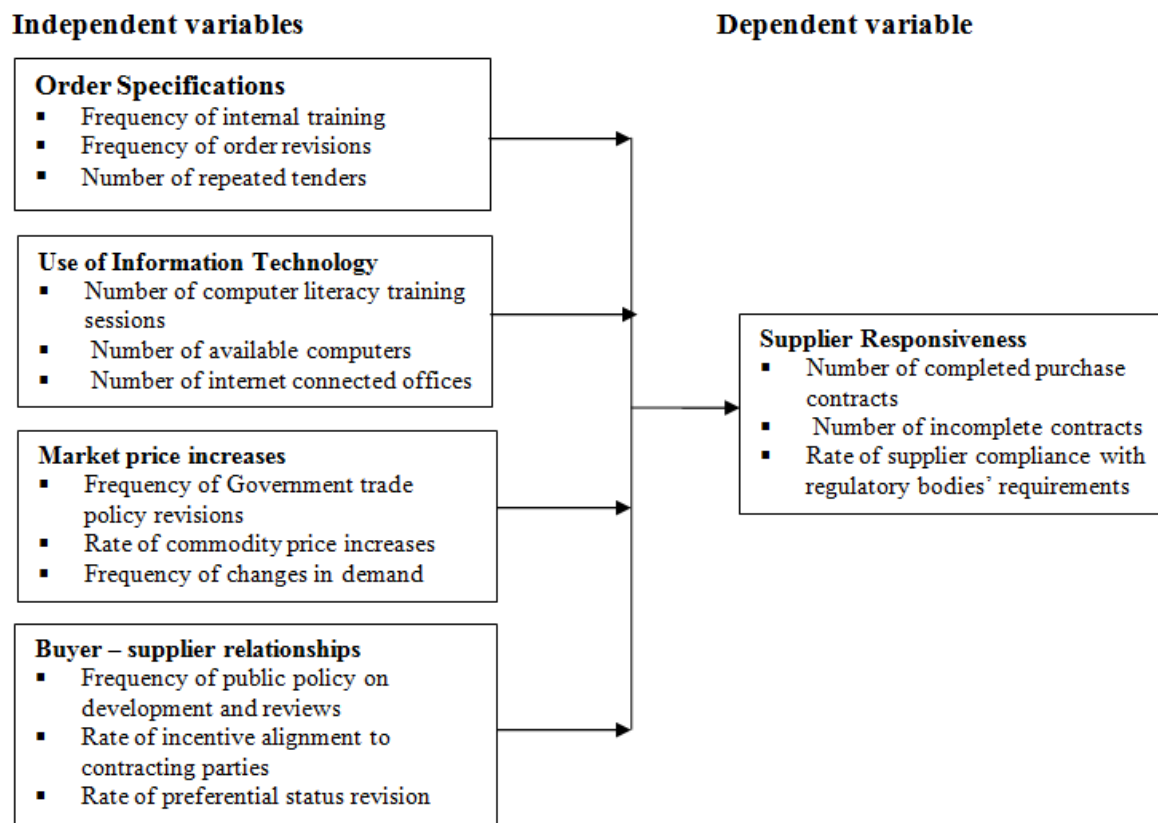 Independent variables
Dependent variable
Order Specifications
▪ Frequency of internal training
▪ Frequency of order revisions
▪ Number of repeated tenders
Use of Information Technology
▪ Number of computer literacy training
sessions
▪ Number of available computers
▪ Number of internet connected offices
Market price increases
▪ Frequency of Government trade
policy revisions
▪ Rate of commodity price increases
▪ Frequency of changes in demand
Buyer – supplier relationships
▪ Frequency of public policy on
development and reviews
▪ Rate of incentive alignment to
contracting parties
▪ Rate of preferential status revision
Supplier Responsiveness
▪ Number of completed purchase
contracts
▪ Number of incomplete contracts
▪ Rate of supplier compliance with
regulatory bodies’ requirements